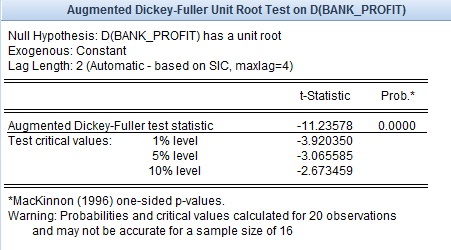 Augmented Dickey-Fuller Unit Root Test on D(BANK_PROFIT)
Null Hypothesis: D(BANK_PROFIT) has a unit root
Exogenous: Constant
Lag Length: 2 (Automatic - based on SIC, maxlag=4)
t-Statistic Prob.*
Augmented Dickey-Fuller test statistic -11.23578 0.0000
Test critical values: 1% level -3.920350
5% level -3.065585
10% level -2.673459
*MacKinnon (1996) one-sided p-values.
Warning: Probabilities and critical values calculated for 20 observations
and may not be accurate for a sample size of 16